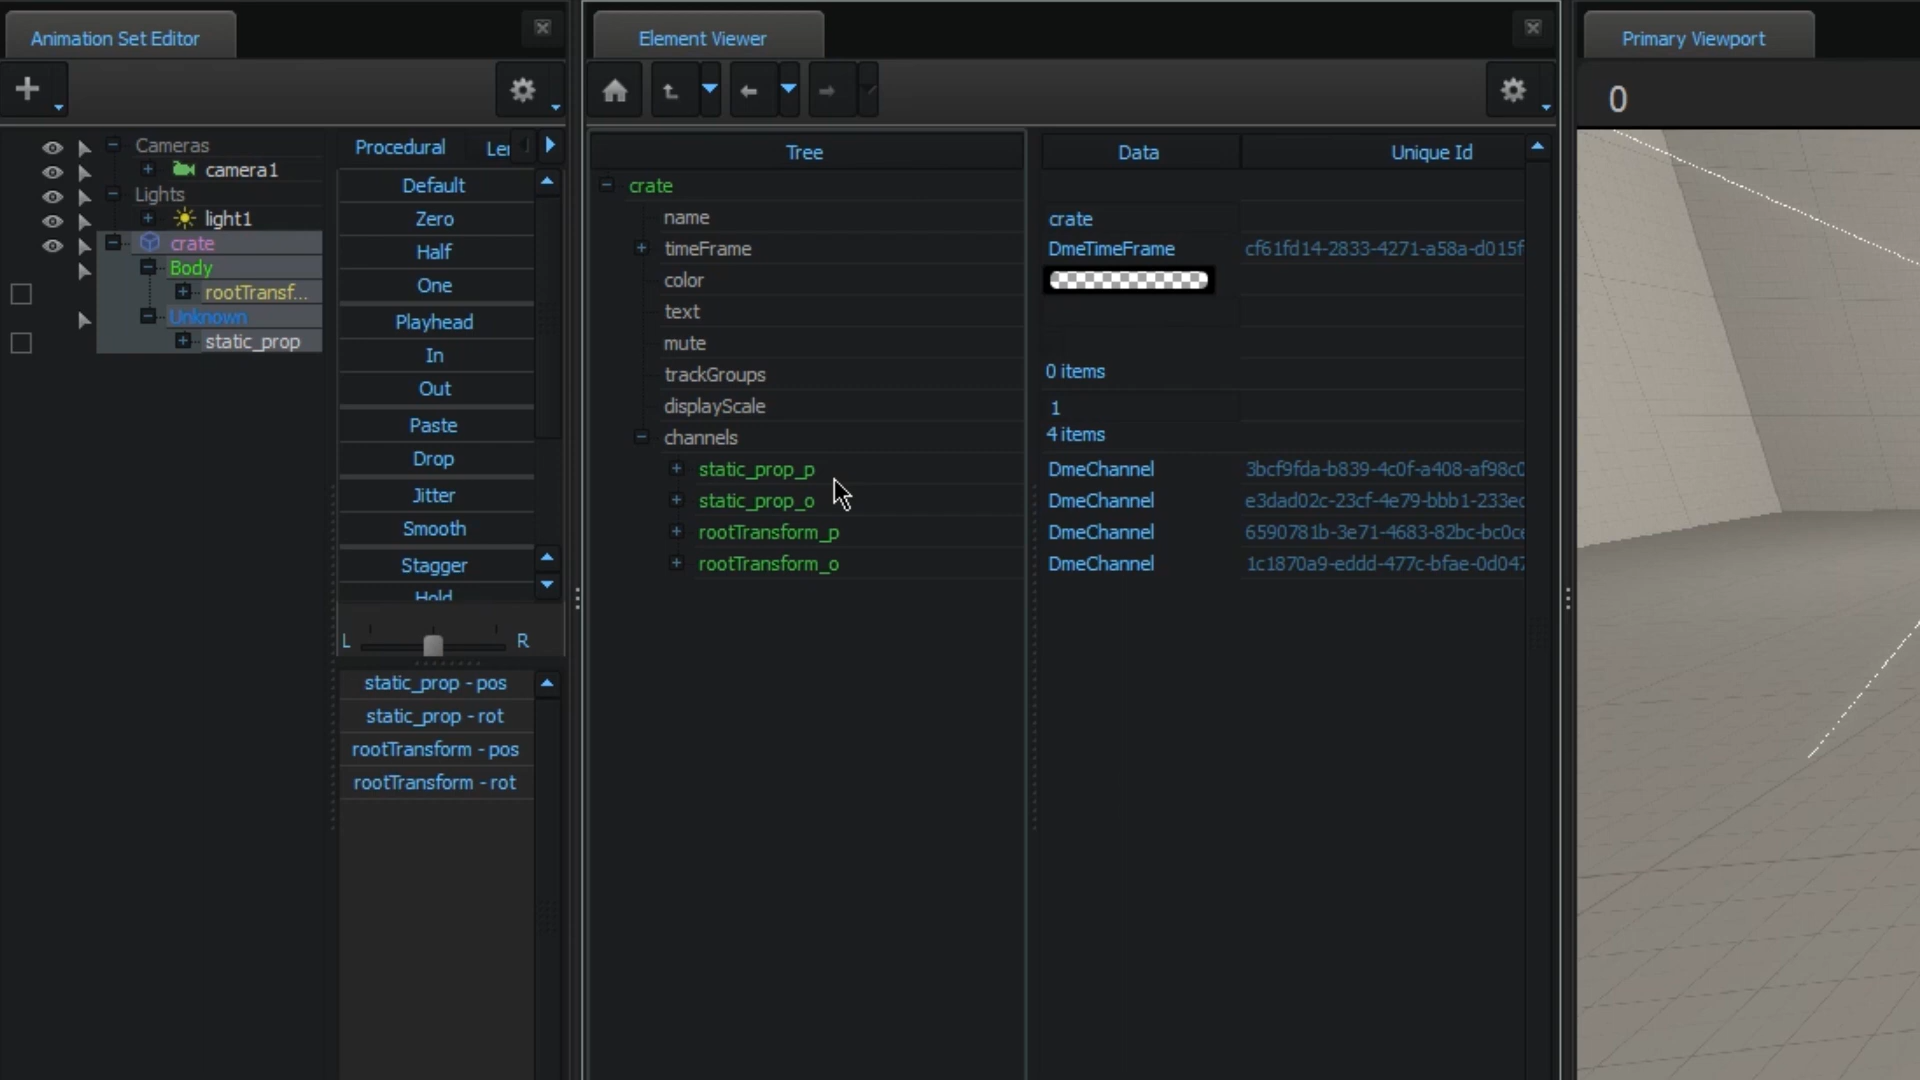 Animation Set Editor
Element Viewer
Primary Viewport
0
Cameras
camera1
Lights
light1
crate
Body
rootTransf...
Unknown
static_prop
Procedural
Default
Zero
Half
One
Playhead
In
Out
Paste
Drop
Jitter
Smooth
Stagger
Hold
L R
static_prop - pos
static_prop - rot
rootTransform - pos
rootTransform - rot
Tree Data Unique Id
crate
name crate
timeFrame DmeTimeFrame cf61fd14-2833-4271-a58a-d015f
color
text
mute
trackGroups 0 items
displayScale 1
channels 4 items
static_prop_p DmeChannel 3bcf9fda-b839-4c0f-a408-af98c0
static_prop_o DmeChannel e3dad02c-23cf-4e79-bbb1-233ec
rootTransform_p DmeChannel 6590781b-3e71-4683-82bc-bc0ce
rootTransform_o DmeChannel 1c1870a9-eddd-477c-bfae-0d047